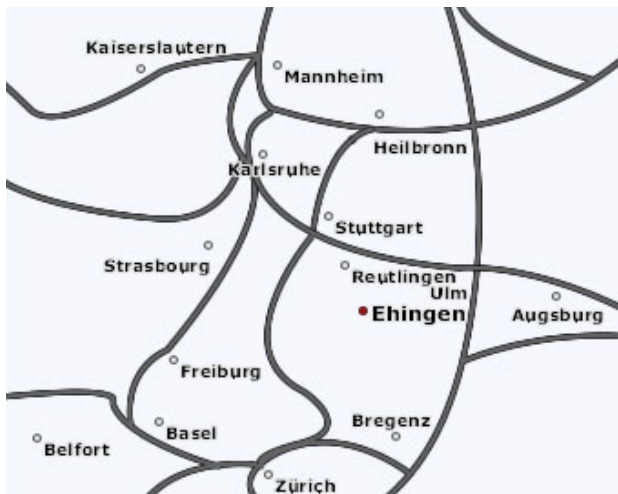 Kaiserslautern
Mannheim
Heilbronn
Karlsruhe
Stuttgart
Strasbourg
Reutlingen
Ulm
Ehingen
Augsburg
Freiburg
Bregenz
Basel
Belfort
Zürich